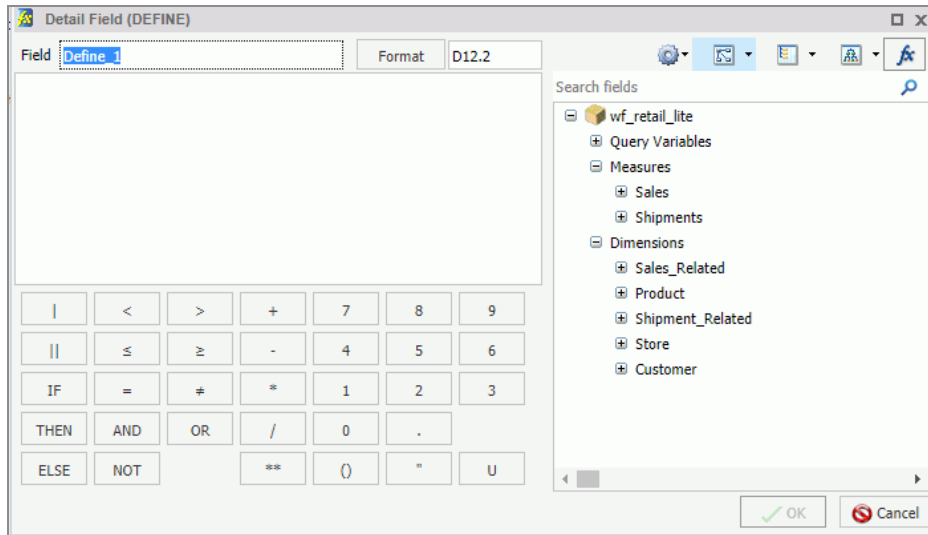 Detail Field (DEFINE)
Field Define_1 Format D12.2
fx
Search fields
wf_retail_lite
Query Variables
Measures
Sales
Shipments
Dimensions
Sales_Related
Product
Shipment_Related
Store
Customer
| < > + 7 8 9
|| ≤ ≥ - 4 5 6
IF = ≠ * 1 2 3
THEN AND OR / 0 .
ELSE NOT ** () " U
OK Cancel